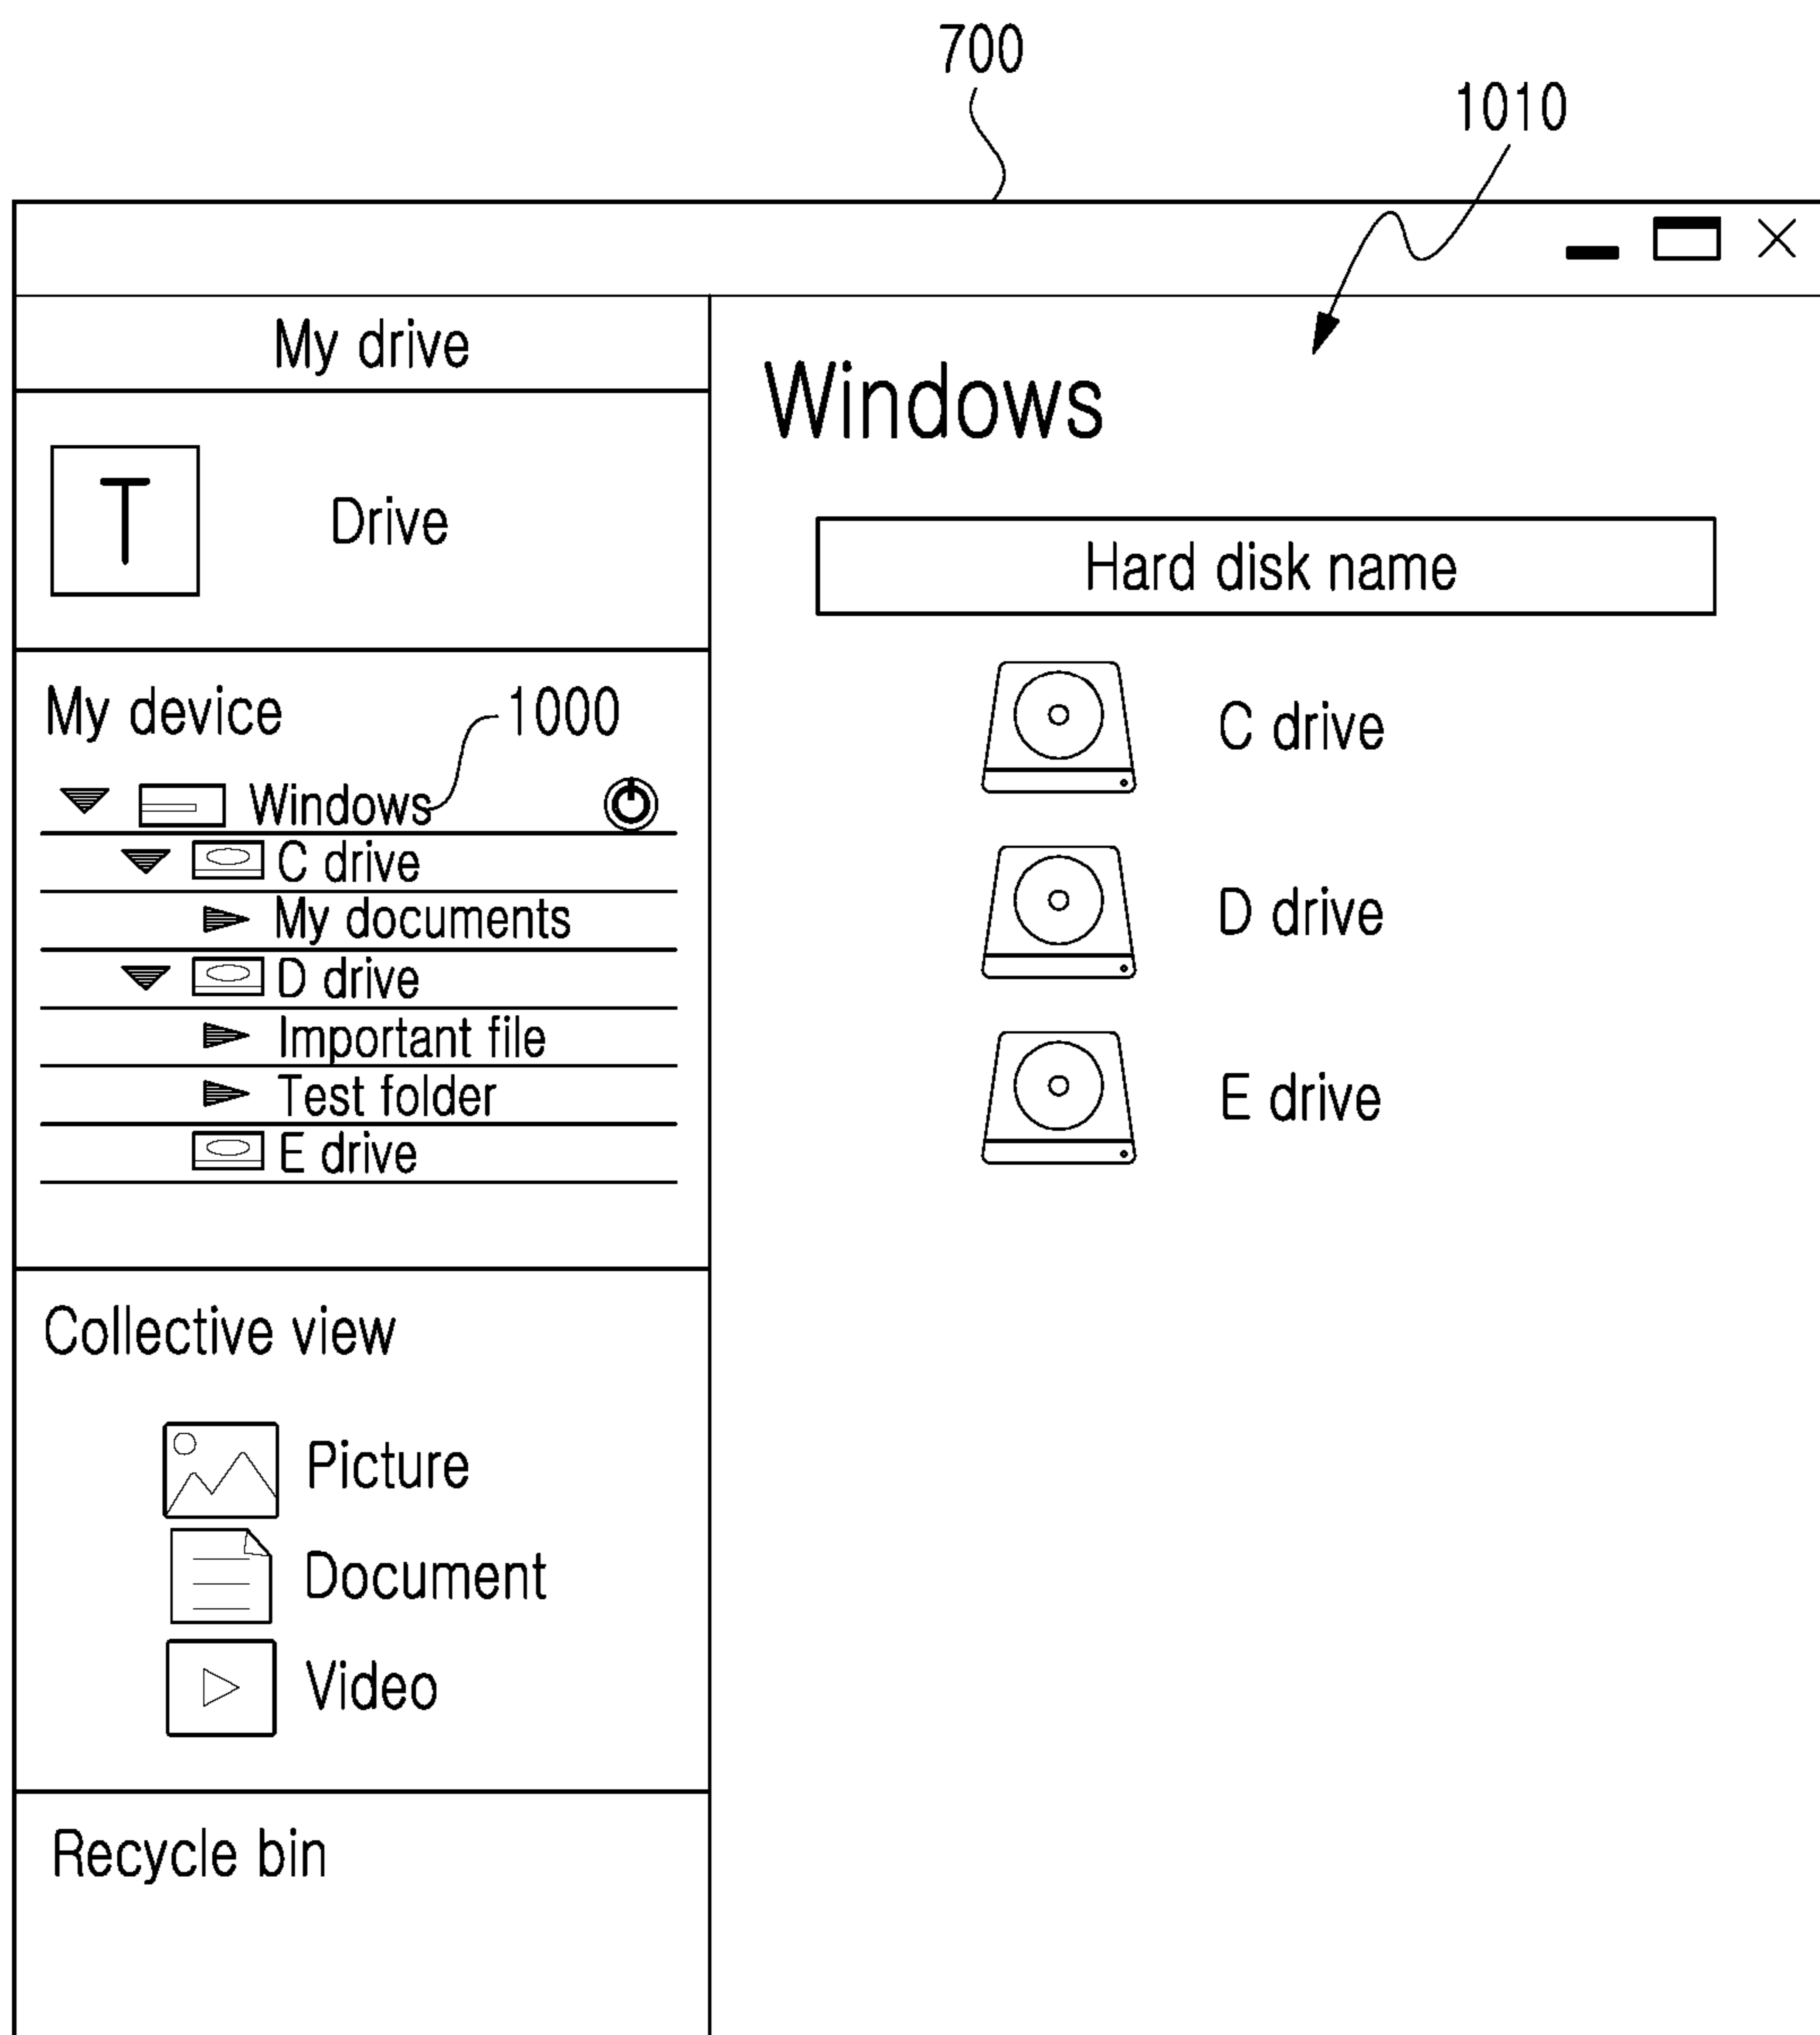 700
1010
My drive
T
Drive
My device
1000
Windows
C drive
My documents
D drive
Important file
Test folder
E drive
Collective view
Picture
Document
Video
Recycle bin
Windows
Hard disk name
C drive
D drive
E drive